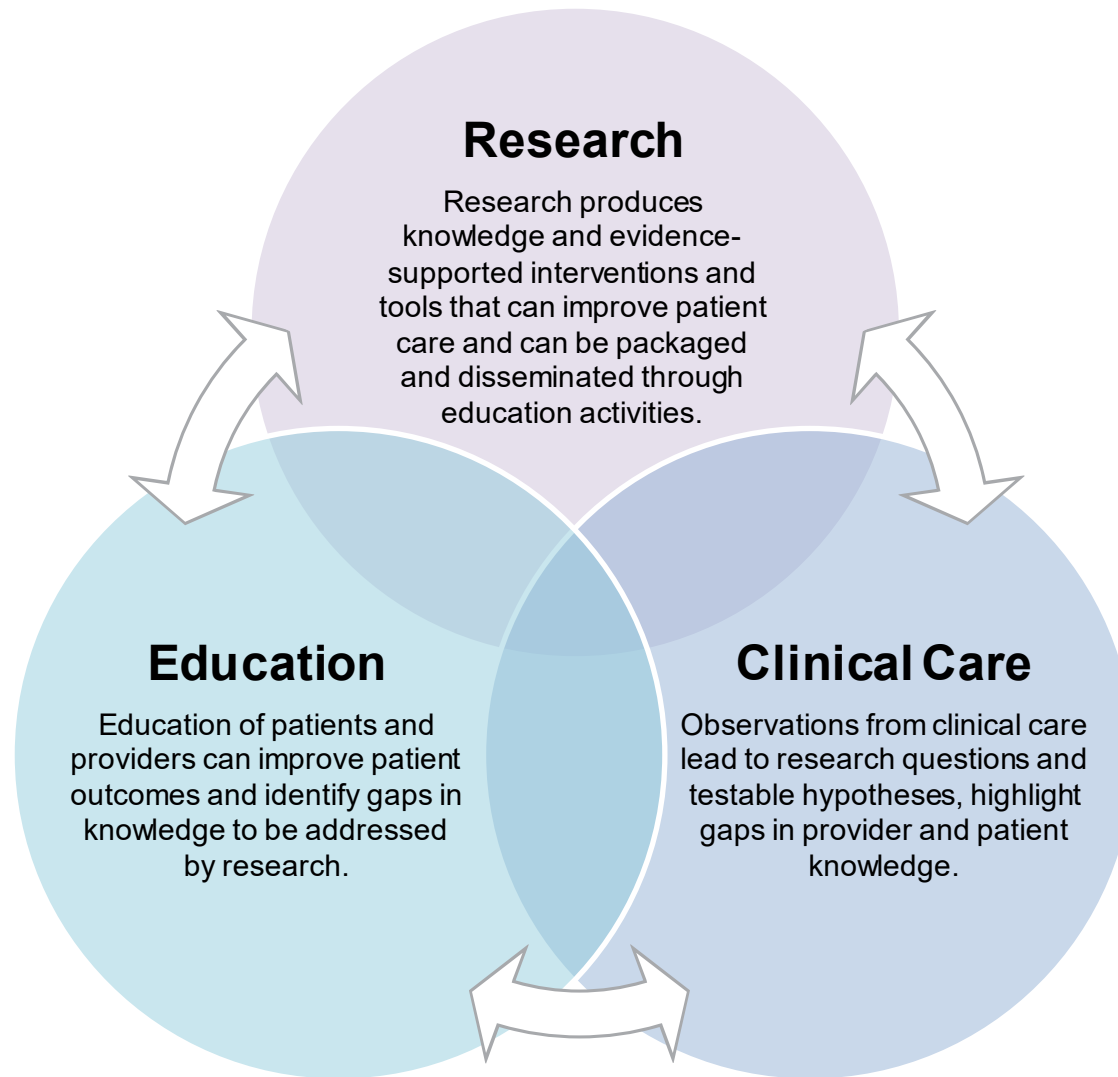 Research
Research produces
knowledge and evidence-
supported interventions and
tools that can improve patient
care and can be packaged
and disseminated through
education activities.
Education
Education of patients and
providers can improve patient
outcomes and identify gaps in
knowledge to be addressed
by research.
Clinical Care
Observations from clinical care
lead to research questions and
testable hypotheses, highlight
gaps in provider and patient
knowledge.